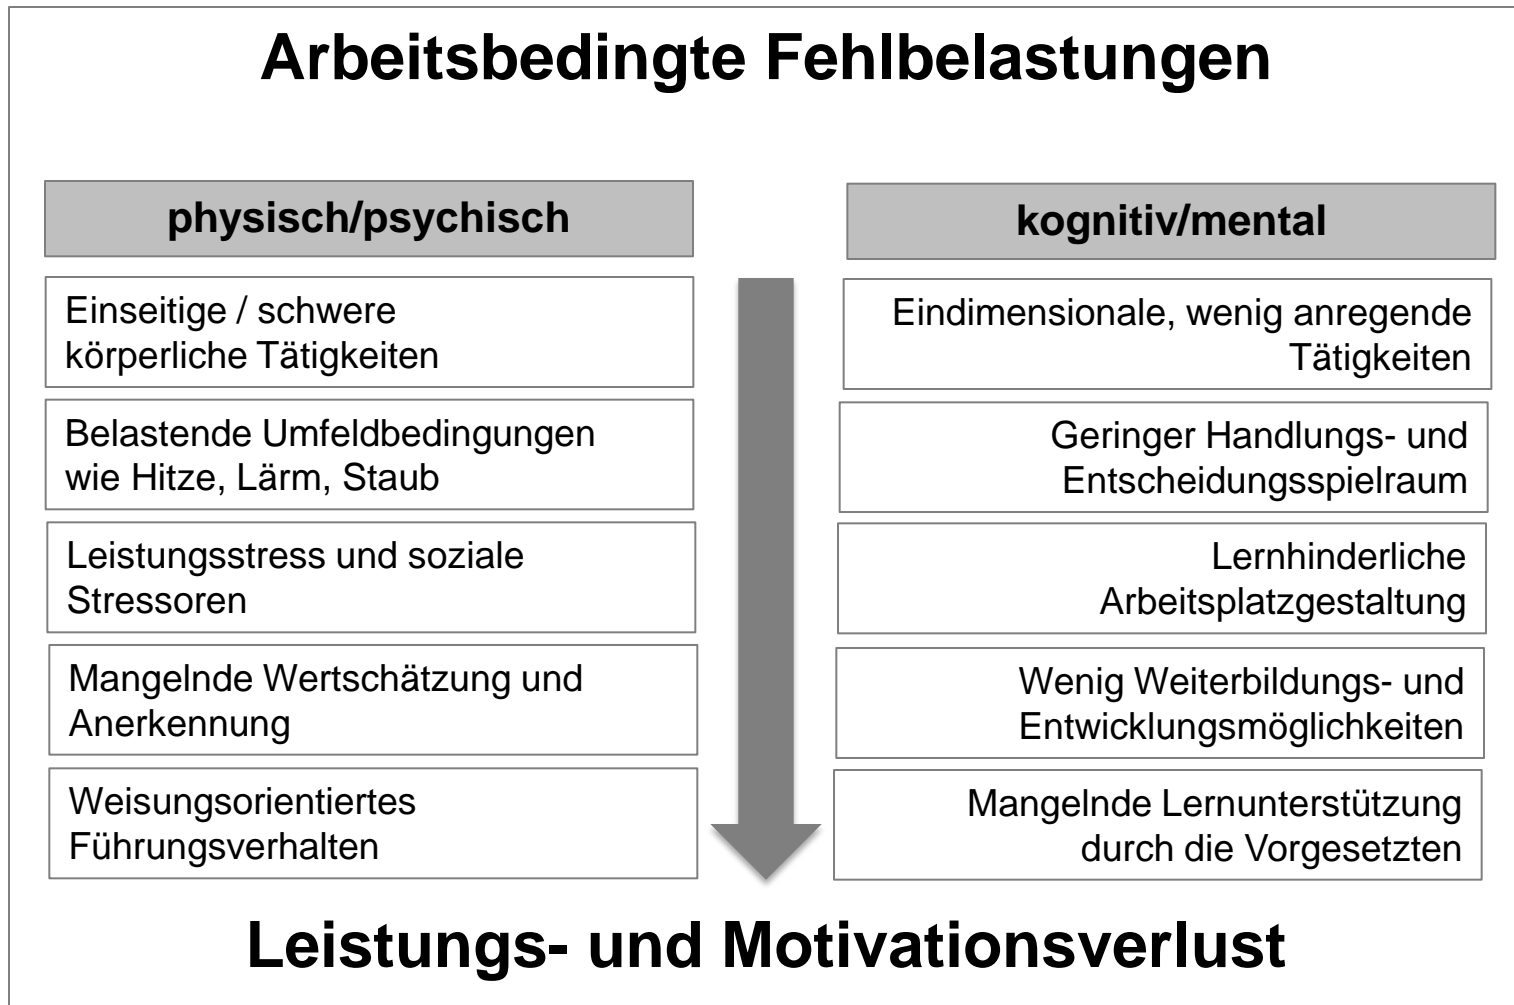 Arbeitsbedingte Fehlbelastungen
physisch/psychisch
Einseitige / schwere
körperliche Tätigkeiten
Belastende Umfeldbedingungen
wie Hitze, Lärm, Staub
Leistungsstress und soziale
Stressoren
Mangelnde Wertschätzung und
Anerkennung
Weisungsorientiertes
Führungsverhalten
kognitiv/mental
Eindimensionale, wenig anregende
Tätigkeiten
Geringer Handlungs- und
Entscheidungsspielraum
Lernhinderliche
Arbeitsplatzgestaltung
Wenig Weiterbildungs- und
Entwicklungsmöglichkeiten
Mangelnde Lernunterstützung
durch die Vorgesetzten
Leistungs- und Motivationsverlust